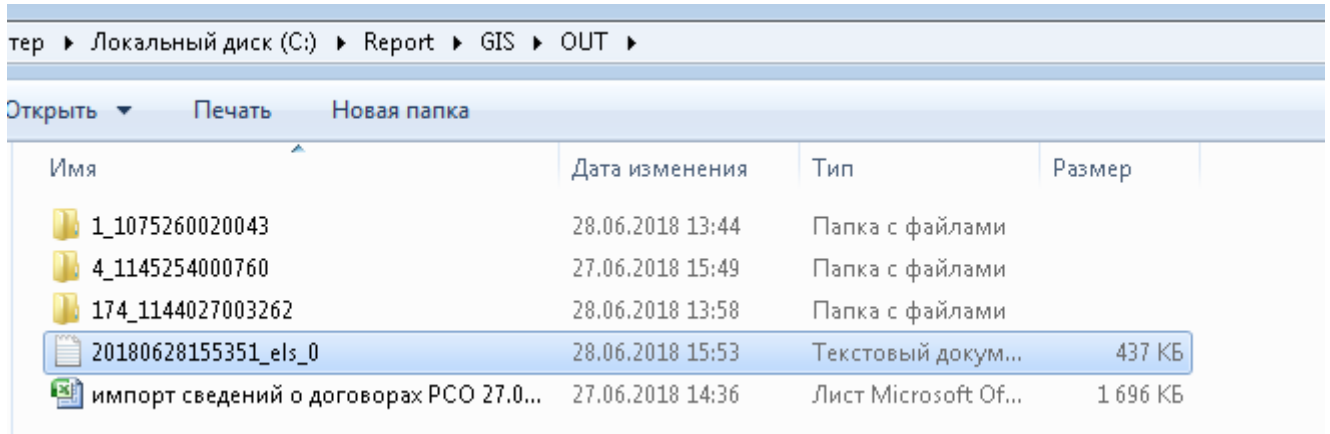 тер ▸ Локальный диск (C:) ▸ Report ▸ GIS ▸ OUT ▸
Открыть ▾ Печать Новая папка
Имя Дата изменения Тип Размер
1_1075260020043 28.06.2018 13:44 Папка с файлами
4_1145254000760 27.06.2018 15:49 Папка с файлами
174_1144027003262 28.06.2018 13:58 Папка с файлами
20180628155351_els_0 28.06.2018 15:53 Текстовый докум... 437 КБ
импорт сведений о договорах РСО 27.0... 27.06.2018 14:36 Лист Microsoft Of... 1 696 КБ